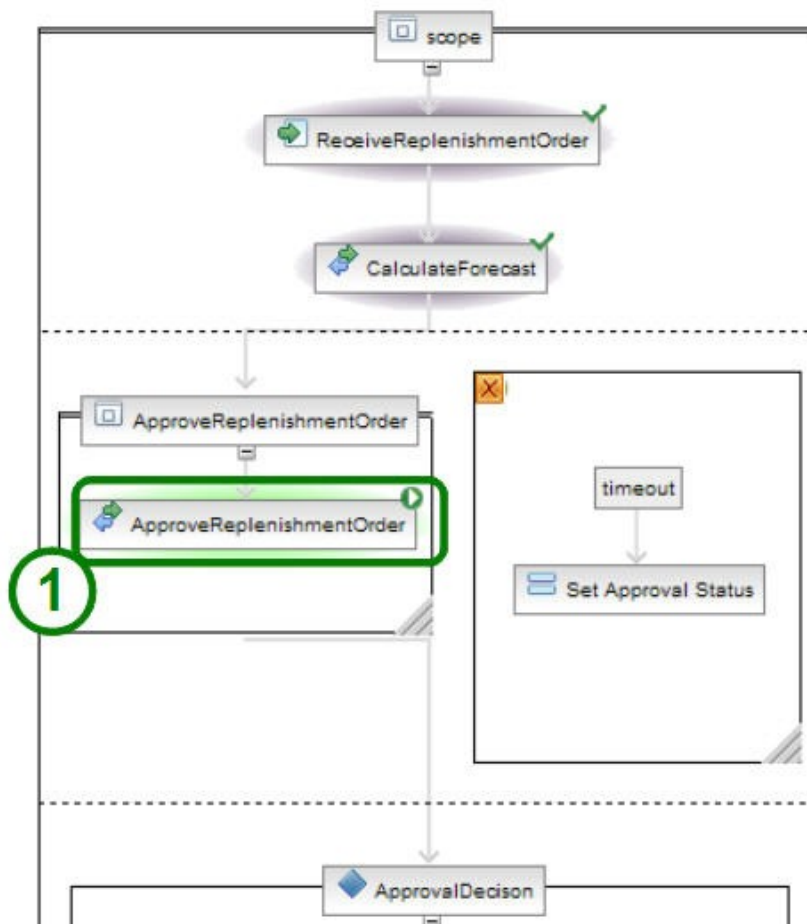 scope
ReceiveReplenishmentOrder
CalculateForecast
ApproveReplenishmentOrder
ApproveReplenishmentOrder
1
timeout
Set Approval Status
ApprovalDecison